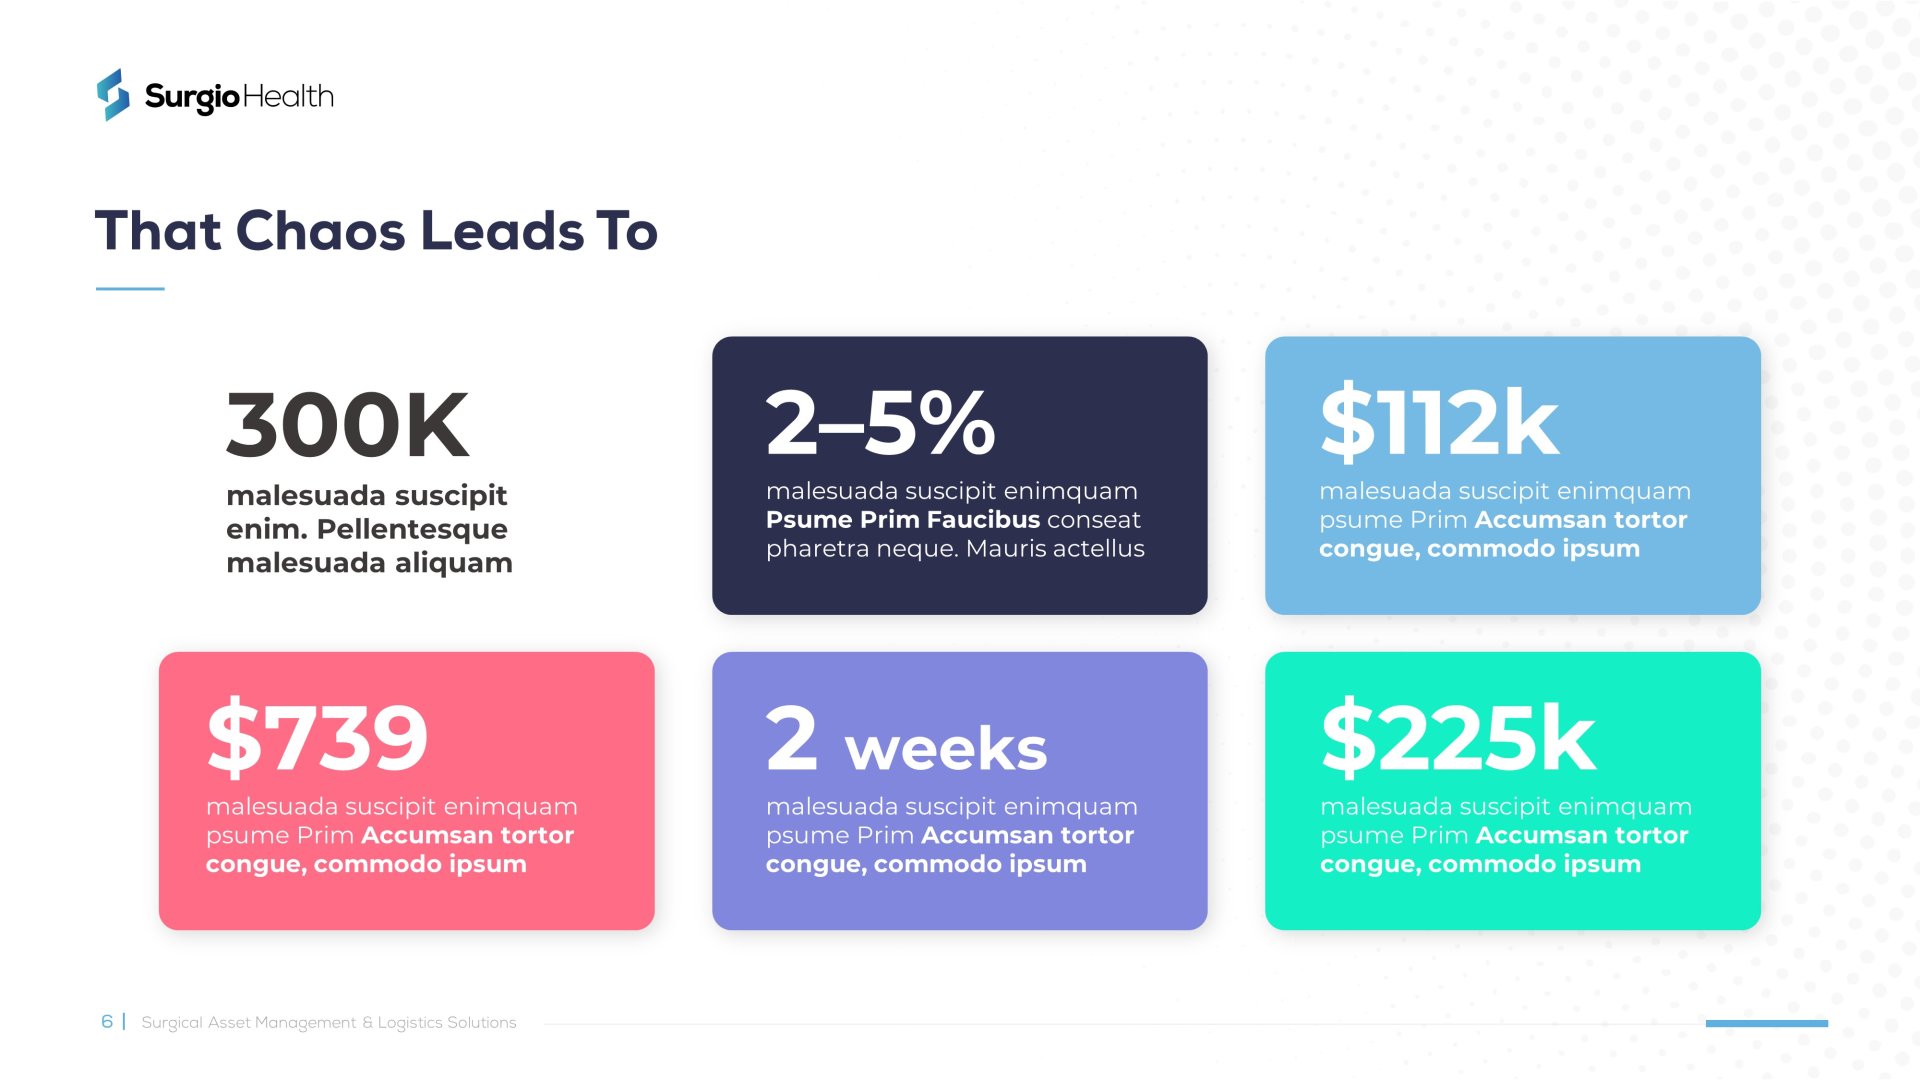 SurgioHealth
That Chaos Leads To
300K
malesuada suscipit
enim. Pellentesque
malesuada aliquam
2–5%
malesuada suscipit enimquam
Psume Prim Faucibus conseat
pharetra neque. Mauris actellus
$112k
malesuada suscipit enimquam
psume Prim Accumsan tortor
congue, commodo ipsum
$739
malesuada suscipit enimquam
psume Prim Accumsan tortor
congue, commodo ipsum
2 weeks
malesuada suscipit enimquam
psume Prim Accumsan tortor
congue, commodo ipsum
$225k
malesuada suscipit enimquam
psume Prim Accumsan tortor
congue, commodo ipsum
6 | Surgical Asset Management & Logistics Solutions